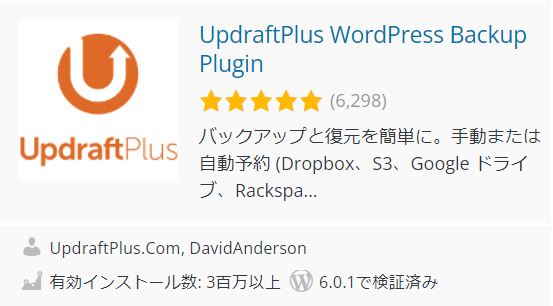 UpdraftPlus WordPress Backup
Plugin
(6,298)
UpdraftPlus
バックアップと復元を簡単に。手動または
自動予約 (Dropbox、S3、Google ドライ
ブ、Rackspa...
UpdraftPlus.Com, DavidAnderson
有効インストール数: 3百万以上 6.0.1で検証済み